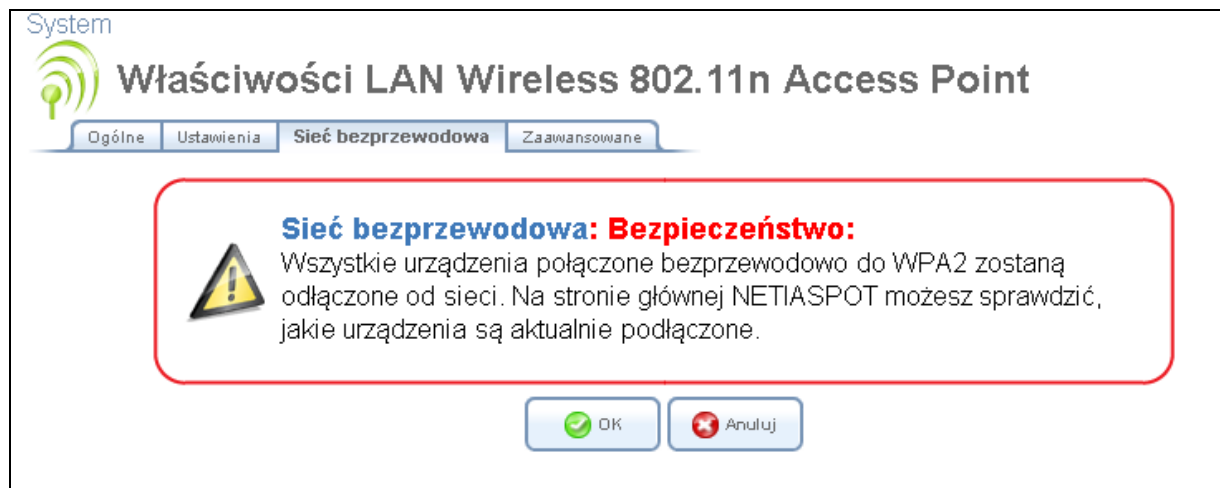 System
Właściwości LAN Wireless 802.11n Access Point
Ogólne Ustawienia Sieć bezprzewodowa Zaawansowane
Sieć bezprzewodowa: Bezpieczeństwo:
Wszystkie urządzenia połączone bezprzewodowo do WPA2 zostaną
odłączone od sieci. Na stronie głównej NETIASPOT możesz sprawdzić,
jakie urządzenia są aktualnie podłączone.
OK Anuluj